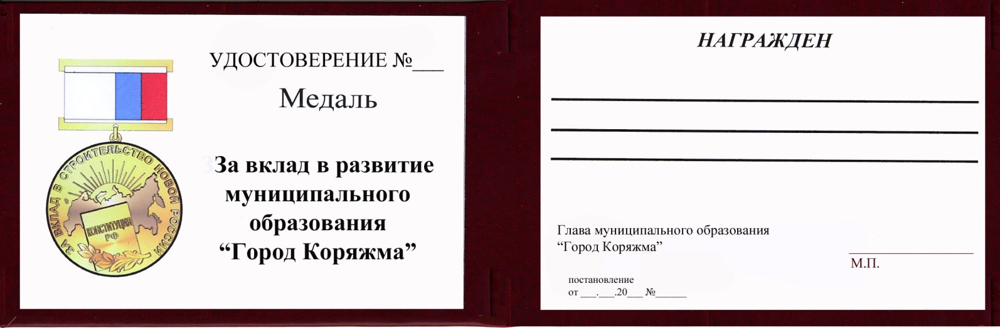 УДОСТОВЕРЕНИЕ №___
Медаль
За вклад в развитие
муниципального
образования
“Город Коряжма”
ЗА ВКЛАД В СТРОИТЕЛЬСТВО НОВОЙ РОССИИ
КОНСТИТУЦИЯ
РФ
НАГРАЖДЕН
Глава муниципального образования
“Город Коряжма”
М.П.
постановление
от ___.___.20___ №______